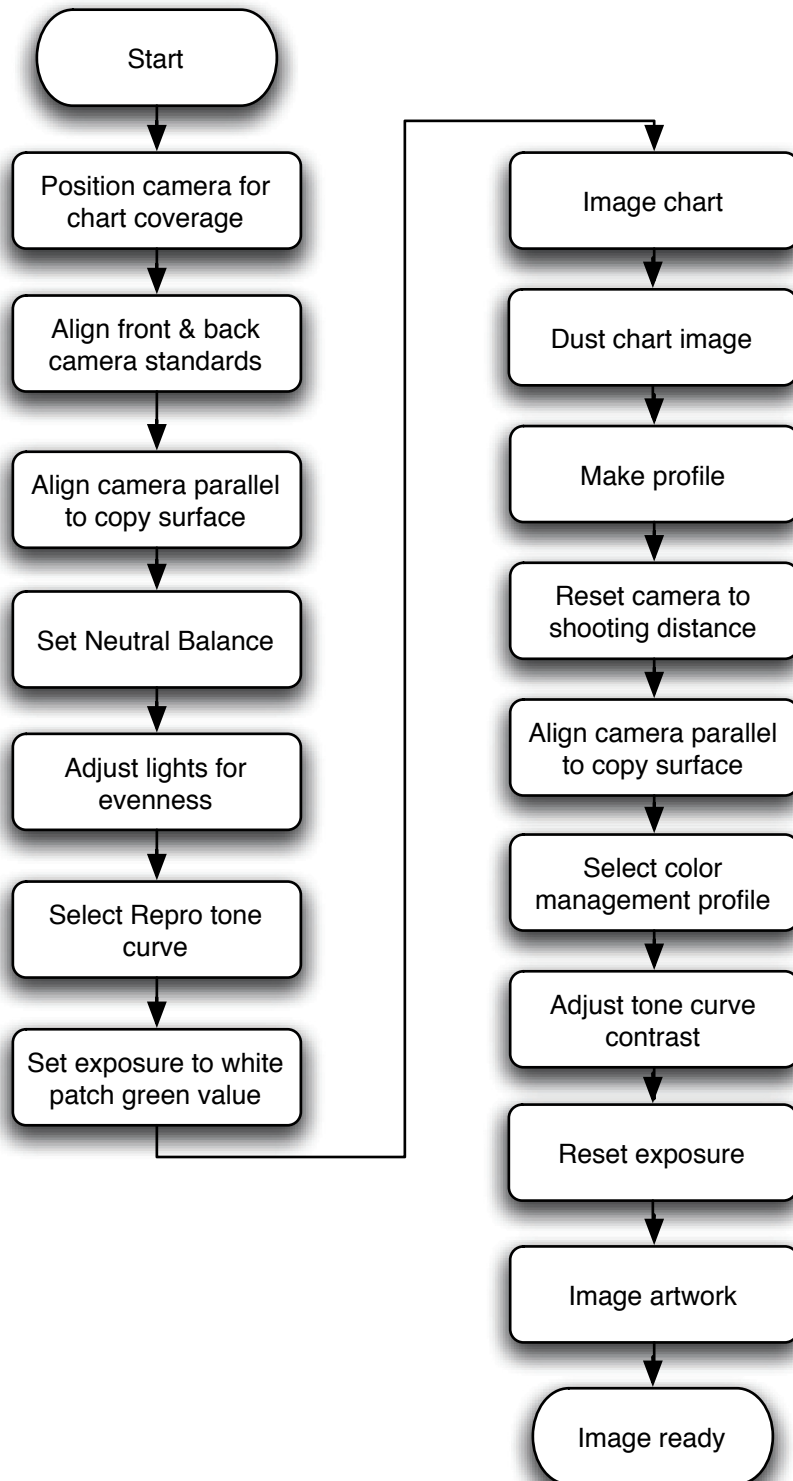 Start
Position camera for
chart coverage
Align front & back
camera standards
Align camera parallel
to copy surface
Set Neutral Balance
Adjust lights for
evenness
Select Repro tone
curve
Set exposure to white
patch green value
Image chart
Dust chart image
Make profile
Reset camera to
shooting distance
Align camera parallel
to copy surface
Select color
management profile
Adjust tone curve
contrast
Reset exposure
Image artwork
Image ready